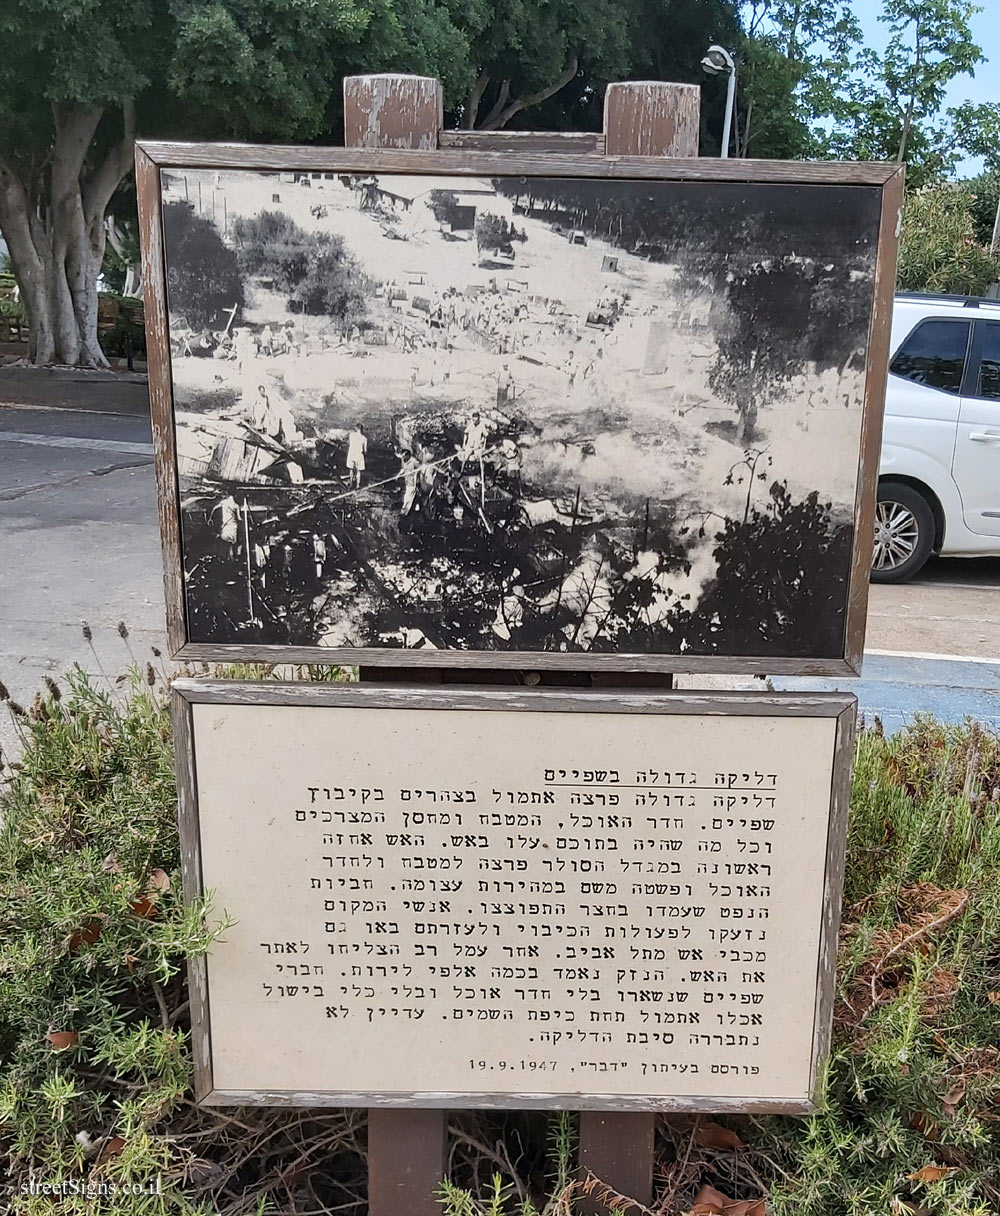 דליקה גדולה בשפיים
דליקה גדולה פרצה אתמול בצהרים בקיבוץ
שפיים. חדר האוכל, המטבח ומחסן המצרכים
וכל מה שהיה בתוכם עלו באש. האש אחזה
ראשונה במגדל הסולר פרצה למטבח ולחדר
האוכל ופשטה משם במהירות עצומה. חביות
הנפט שעמדו בחצר התפוצצו. אנשי המקום
נזעקו לפעולות הכיבוי ולעזרתם באו גם
מכבי אש מתל אביב. אחר עמל רב הצליחו לאתר
את האש. הנזק נאמד בכמה אלפי לירות. חברי
שפיים שנשארו בלי חדר אוכל ובלי כלי בישול
אכלו אתמול תחת כיפת השמים. עדיין לא
נתבררה סיבת הדליקה.
פורסם בעיתון "דבר", 19.9.1947
streetSigns.co.il